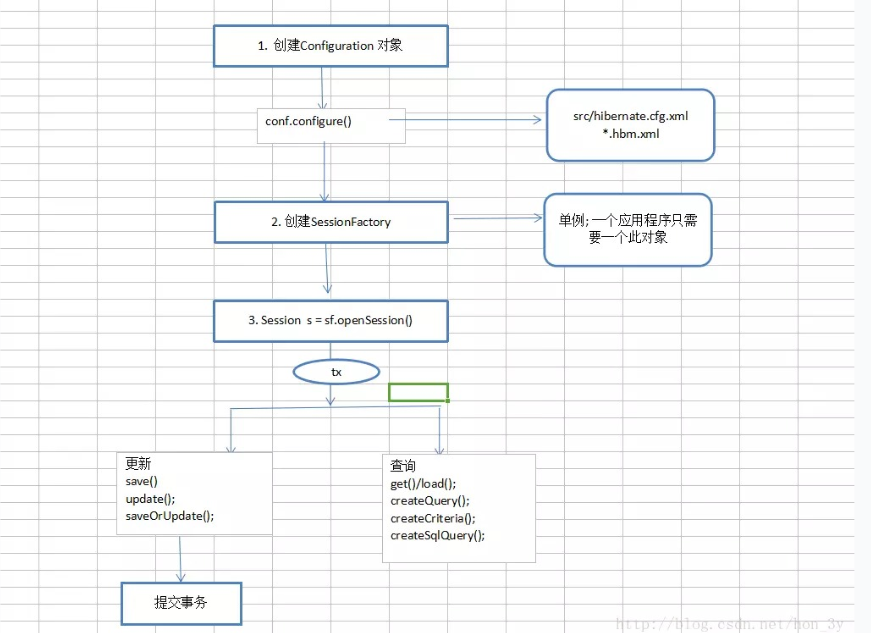 1. 创建Configuration 对象
conf.configure()
src/hibernate.cfg.xml
*.hbm.xml
2. 创建SessionFactory
单例; 一个应用程序只需
要一个此对象
3. Session s = sf.openSession()
tx
更新
save()
update();
saveOrUpdate();
查询
get()/load();
createQuery();
createCriteria();
createSqlQuery();
提交事务
http://blog.csdn.net/hon_3y